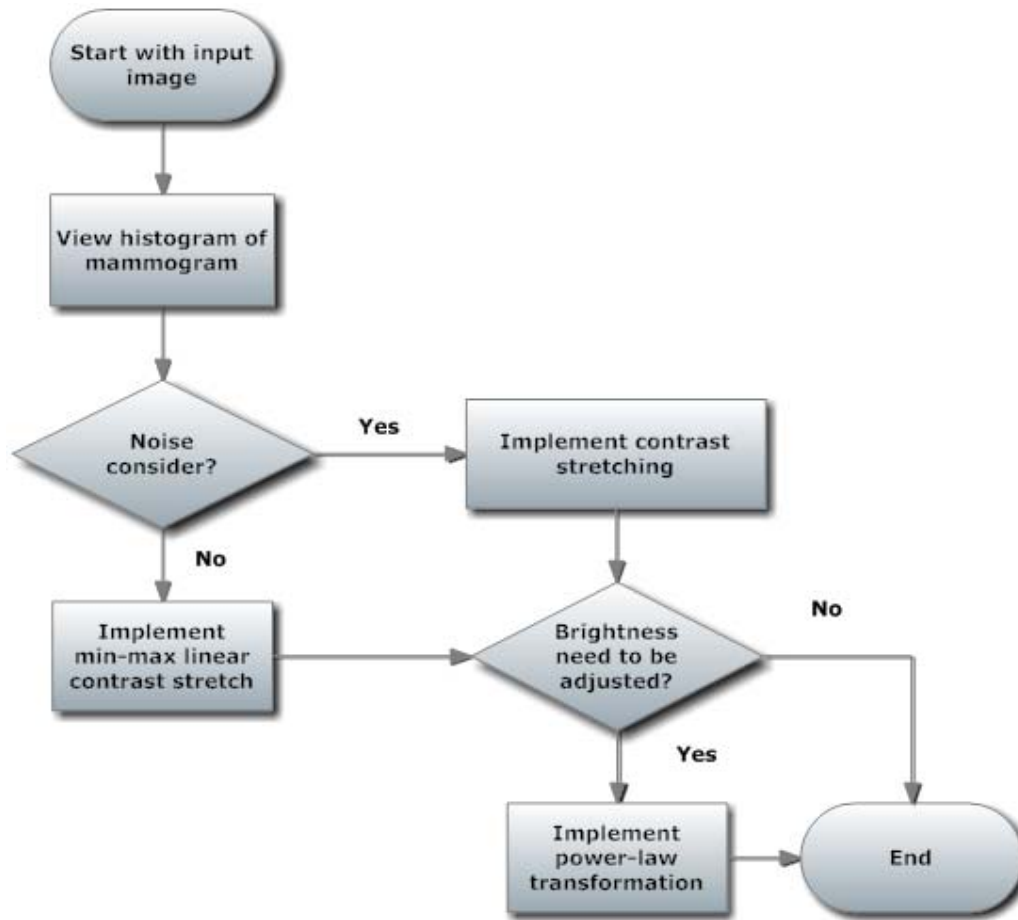 Start with input
image
View histogram of
mammogram
Noise
consider?
Yes
Implement contrast
stretching
No
Implement
min-max linear
contrast stretch
Brightness
need to be
adjusted?
No
Yes
Implement
power-law
transformation
End